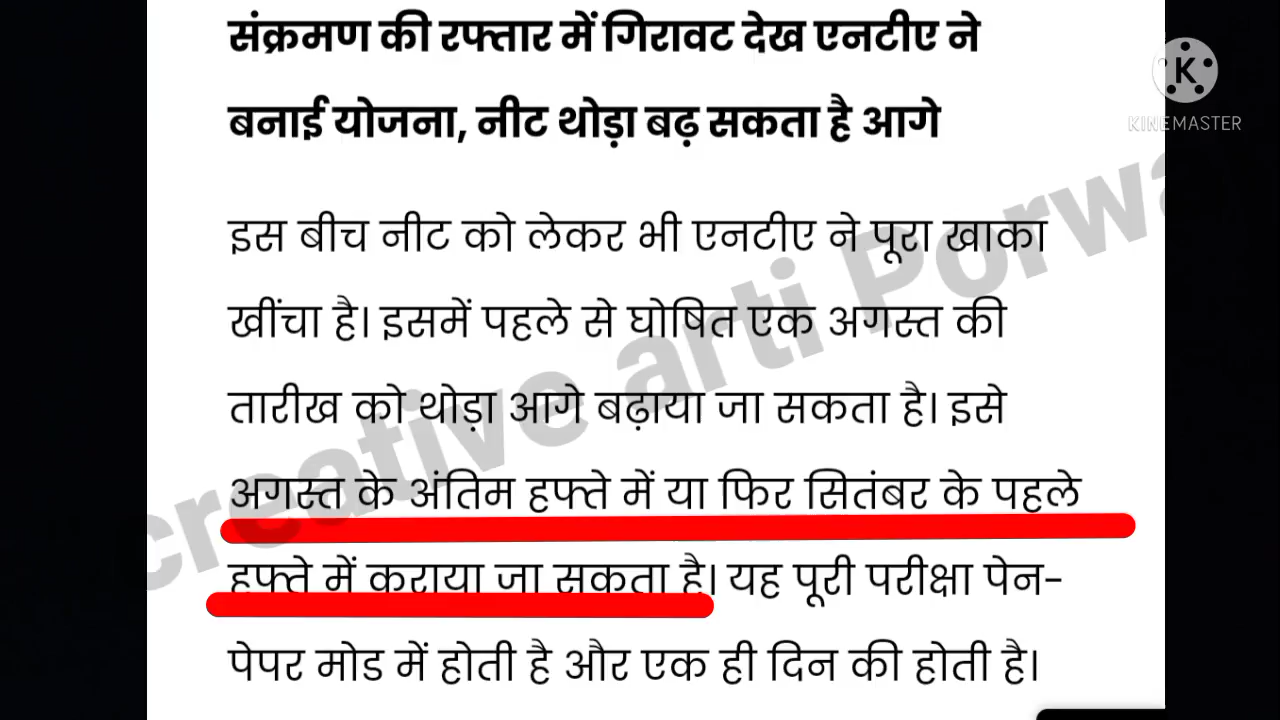 संक्रमण की रफ्तार में गिरावट देख एनटीए ने
बनाई योजना, नीट थोड़ा बढ़ सकता है आगे
K
KINEMASTER
इस बीच नीट को लेकर भी एनटीए ने पूरा खाका
खींचा है। इसमें पहले से घोषित एक अगस्त की
तारीख को थोड़ा आगे बढ़ाया जा सकता है। इसे
अगस्त के अंतिम हफ्ते में या फिर सितंबर के पहले
हफ्ते में कराया जा सकता है। यह पूरी परीक्षा पेन-
पेपर मोड में होती है और एक ही दिन की होती है।
creative arti Porwa